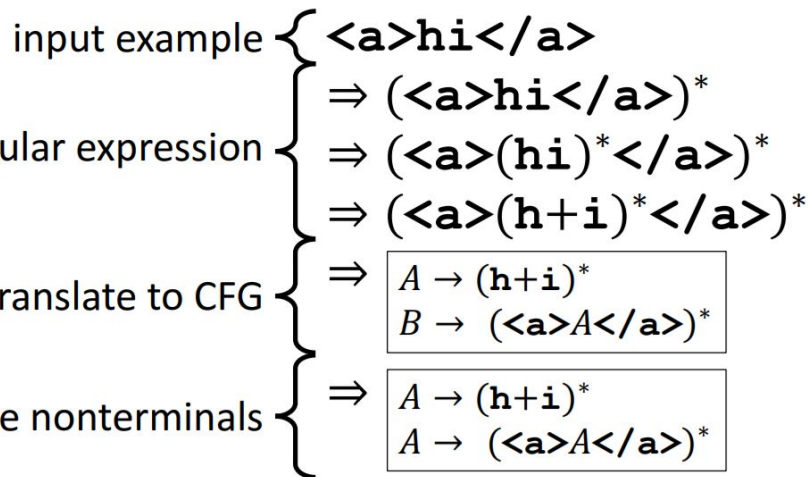 input example { <a>hi</a>
⇒ (<a>hi</a>)*
ular expression { ⇒ (<a>(hi)*</a>)*
⇒ (<a>(h+i)*</a>)*
ranslate to CFG { ⇒ A → (h+i)*
B → (<a>A</a>)*
e nonterminals { ⇒ A → (h+i)*
A → (<a>A</a>)*